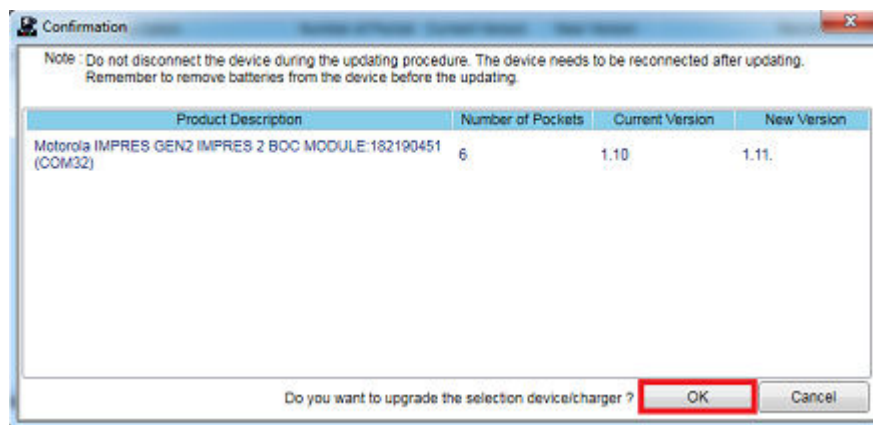 Confirmation
Note : Do not disconnect the device during the updating procedure. The device needs to be reconnected after updating.
Remember to remove batteries from the device before the updating.
Product Description Number of Pockets Current Version New Version
Motorola IMPRES GEN2 IMPRES 2 BOC MODULE:182190451 6 1.10 1.11.
(COM32)
Do you want to upgrade the selection device/charger ? OK Cancel